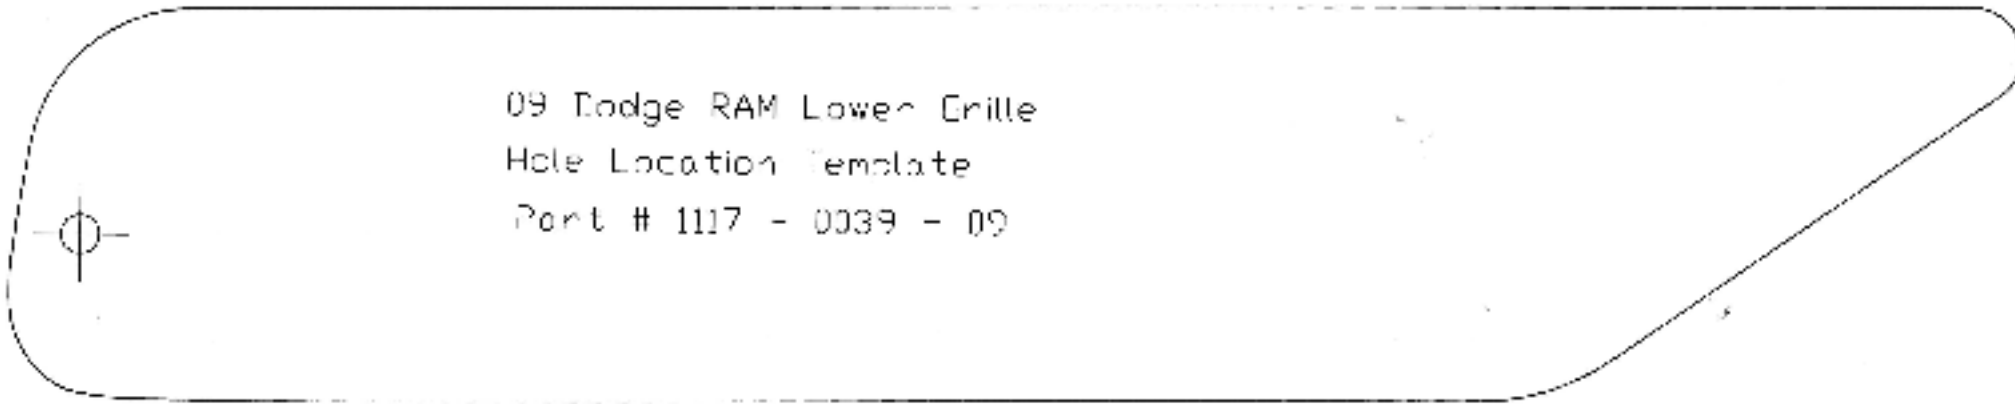 09 Dodge RAM Lower Grille
Hole Location Template
Part # 1117 - 0039 - 09